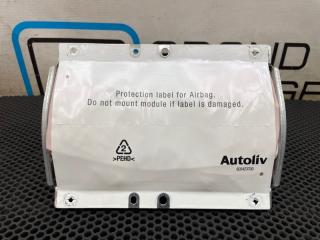 Protection label for Airbag.
Do not mount module if label is damaged.
2
>PEHD<
Autoliv